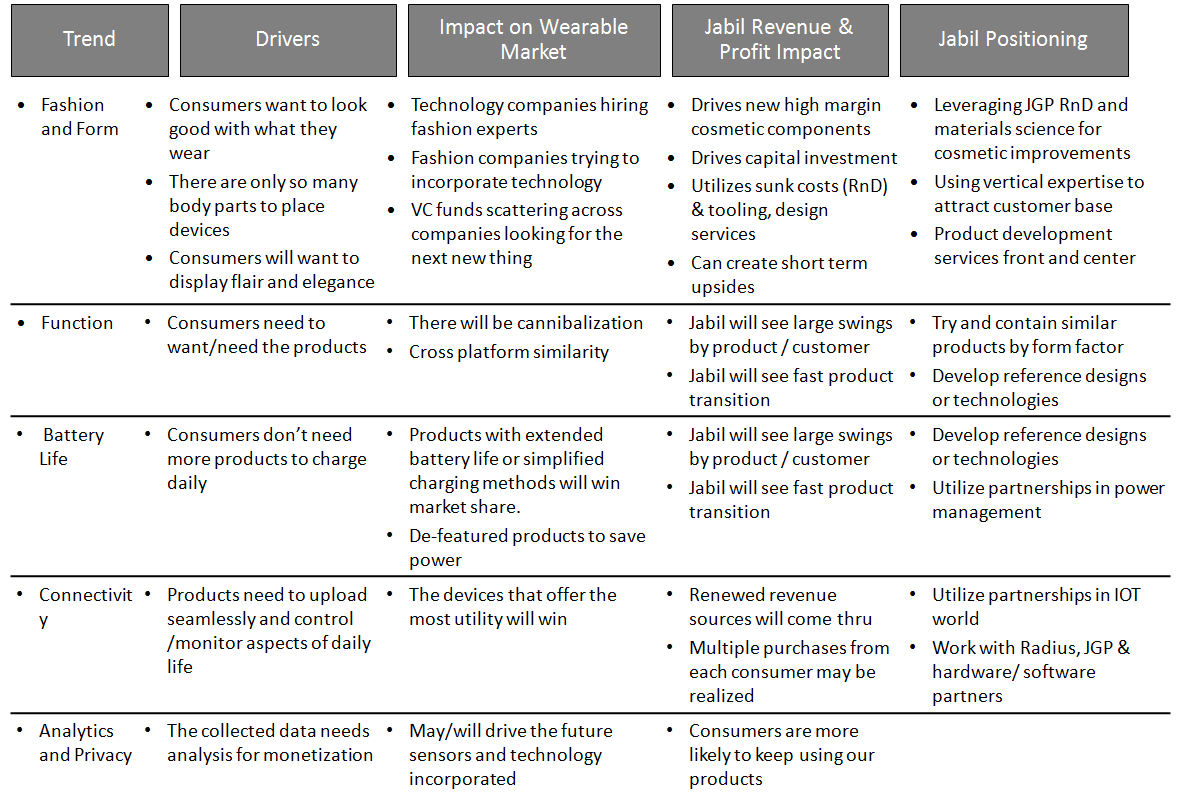 Trend
Drivers
Impact on Wearable
Market
Jabil Revenue &
Profit Impact
Jabil Positioning
• Fashion
and Form
• Consumers want to look
good with what they
wear
• There are only so many
body parts to place
devices
• Consumers will want to
display flair and elegance
• Technology companies hiring
fashion experts
• Fashion companies trying to
incorporate technology
• VC funds scattering across
companies looking for the
next new thing
• Drives new high margin
cosmetic components
• Drives capital investment
• Utilizes sunk costs (RnD)
& tooling, design
services
• Can create short term
upsides
• Leveraging JGP RnD and
materials science for
cosmetic improvements
• Using vertical expertise to
attract customer base
• Product development
services front and center
• Function
• Consumers need to
want/need the products
• There will be cannibalization
• Cross platform similarity
• Jabil will see large swings
by product / customer
• Jabil will see fast product
transition
• Try and contain similar
products by form factor
• Develop reference designs
or technologies
• Battery
Life
• Consumers don’t need
more products to charge
daily
• Products with extended
battery life or simplified
charging methods will win
market share.
• De-featured products to save
power
• Jabil will see large swings
by product / customer
• Jabil will see fast product
transition
• Develop reference designs
or technologies
• Utilize partnerships in power
management
• Connectivit
y
• Products need to upload
seamlessly and control
/monitor aspects of daily
life
• The devices that offer the
most utility will win
• Renewed revenue
sources will come thru
• Multiple purchases from
each consumer may be
realized
• Utilize partnerships in IOT
world
• Work with Radius, JGP &
hardware/ software
partners
• Analytics
and Privacy
• The collected data needs
analysis for monetization
• May/will drive the future
sensors and technology
incorporated
• Consumers are more
likely to keep using our
products